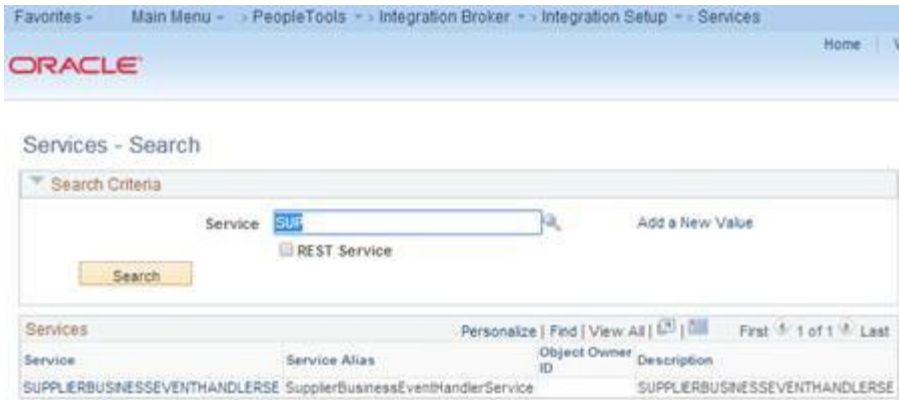 Favorites Main Menu > PeopleTools > Integration Broker > Integration Setup > Services
Home
ORACLE
Services - Search
Search Criteria
Service SUP Add a New Value
REST Service
Search
Services Personalize | Find | View All | | First 1 of 1 Last
Service Service Alias Object Owner ID Description
SUPPLIERBUSINESSEVENTHANDLERSE SupplierBusinessEventHandlerService SUPPLIERBUSINESSEVENTHANDLERSE